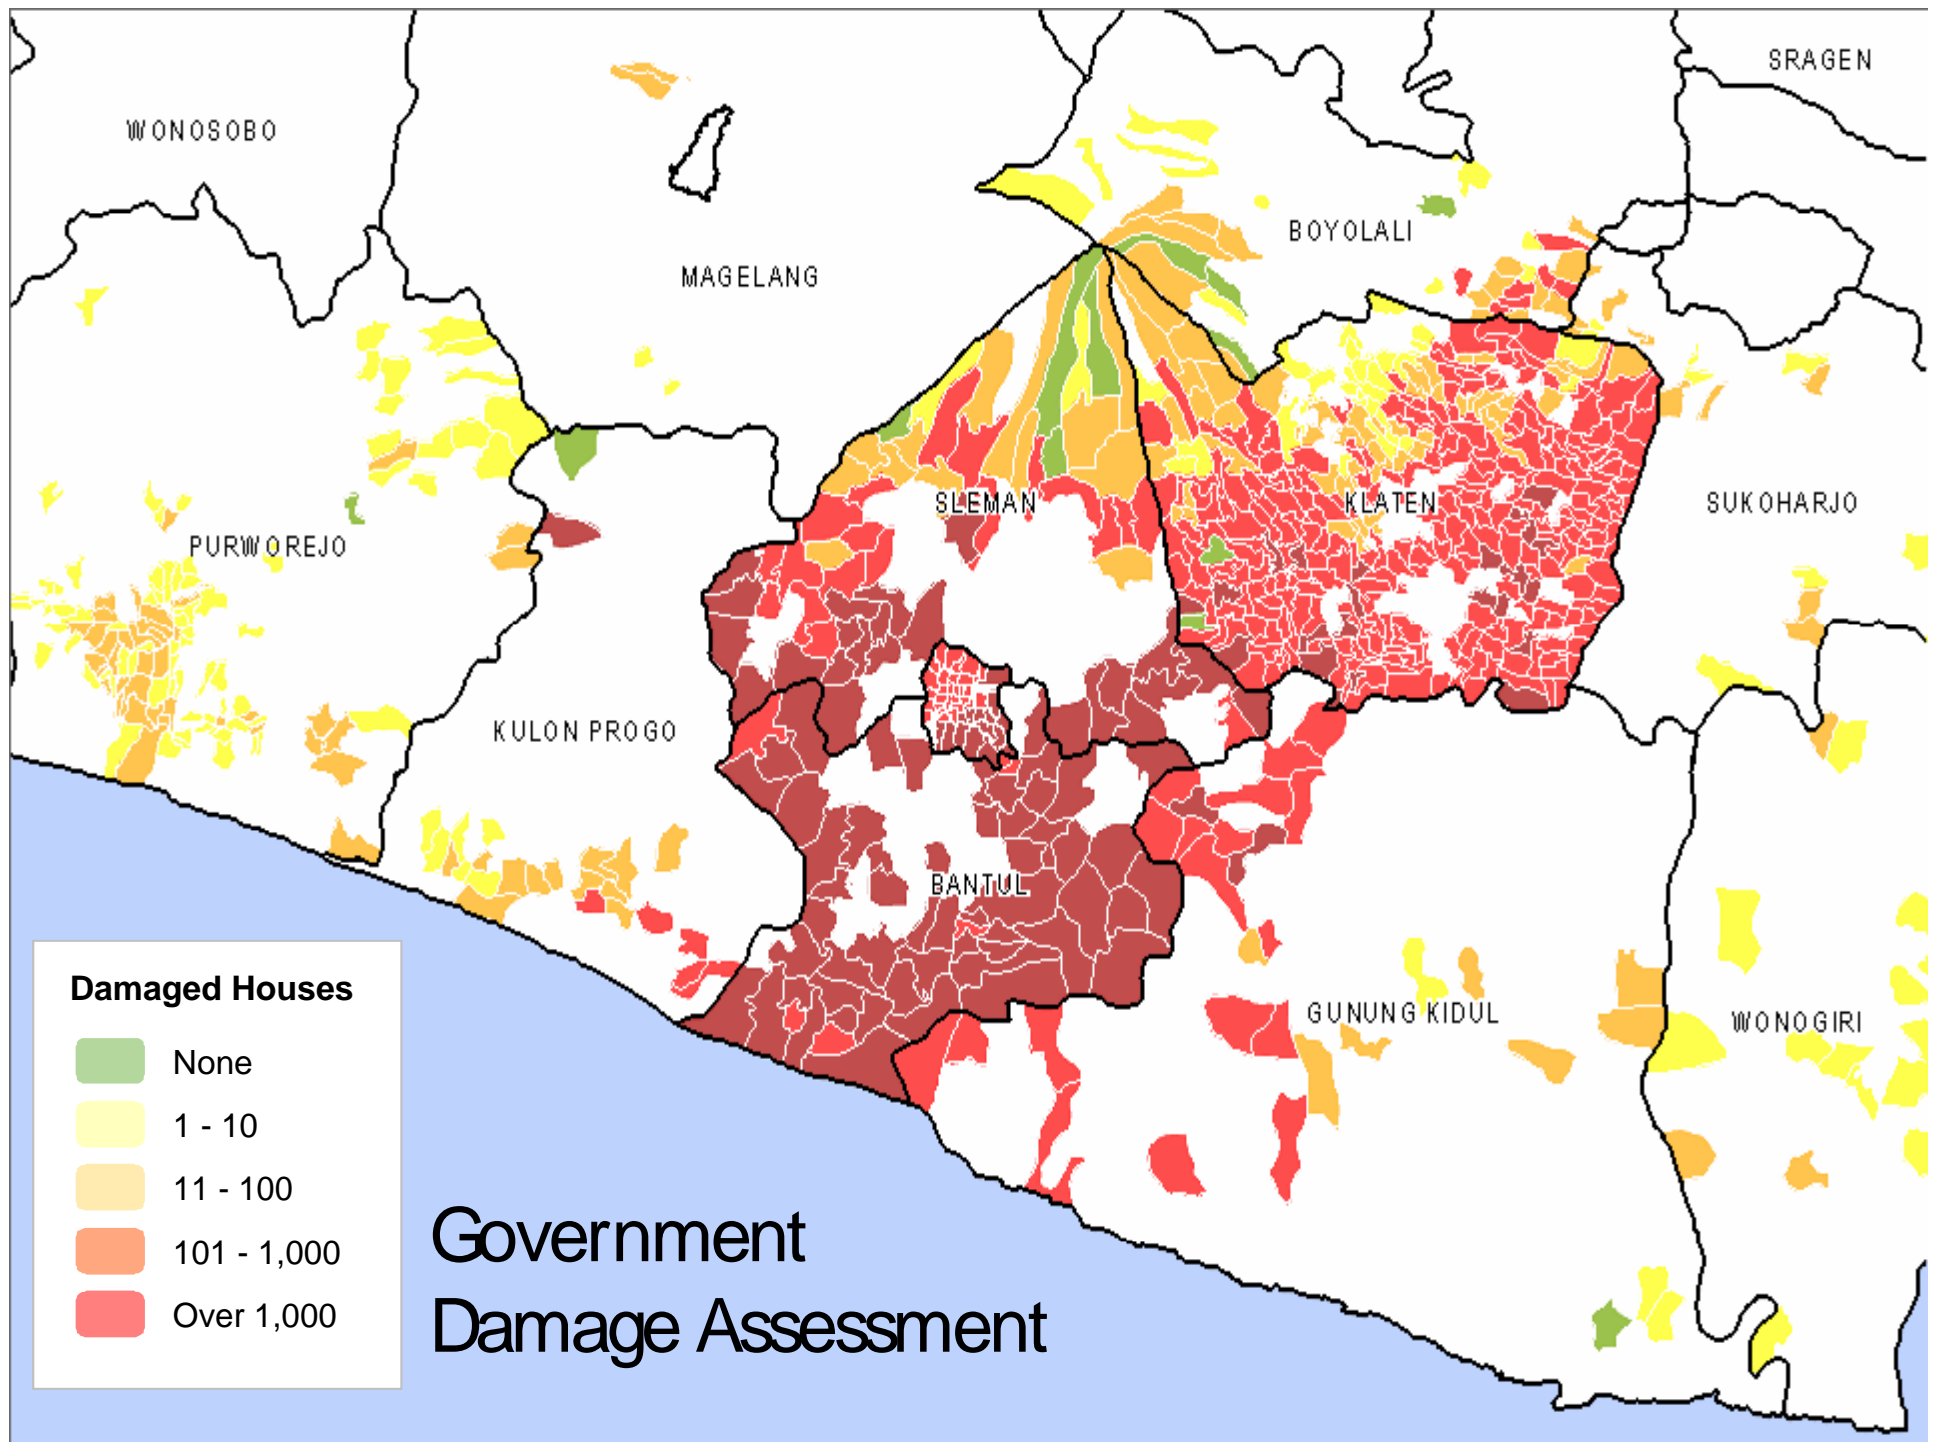 SRAGEN
WONOSOBO
BOYOLALI
MAGELANG
SLEMAN
KLATEN
SUKOHARJO
PURWOREJO
KULON PROGO
BANTUL
GUNUNG KIDUL
WONOGIRI
Damaged Houses
None
1 - 10
11 - 100
101 - 1,000
Over 1,000
Government
Damage Assessment